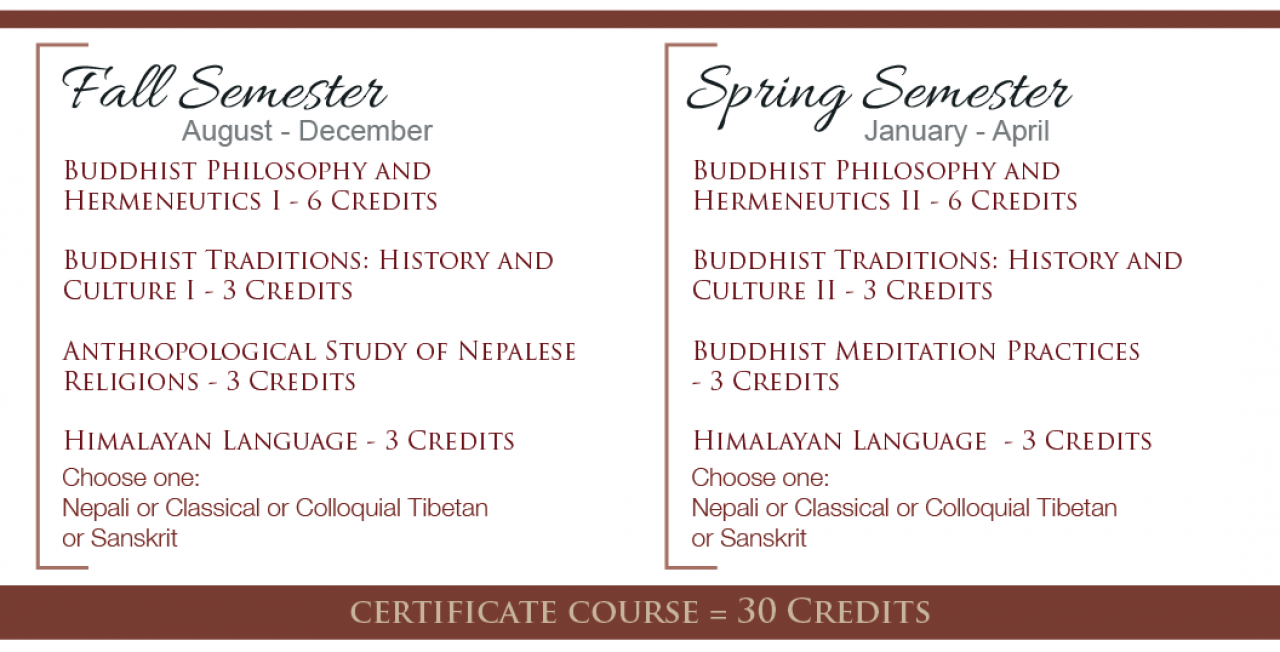 Fall Semester
August - December
Buddhist Philosophy and
Hermeneutics I - 6 Credits
Buddhist Traditions: History and
Culture I - 3 Credits
Anthropological Study of Nepalese
Religions - 3 Credits
Himalayan Language - 3 Credits
Choose one:
Nepali or Classical or Colloquial Tibetan
or Sanskrit
Spring Semester
January - April
Buddhist Philosophy and
Hermeneutics II - 6 Credits
Buddhist Traditions: History and
Culture II - 3 Credits
Buddhist Meditation Practices
- 3 Credits
Himalayan Language - 3 Credits
Choose one:
Nepali or Classical or Colloquial Tibetan
or Sanskrit
certificate course = 30 Credits